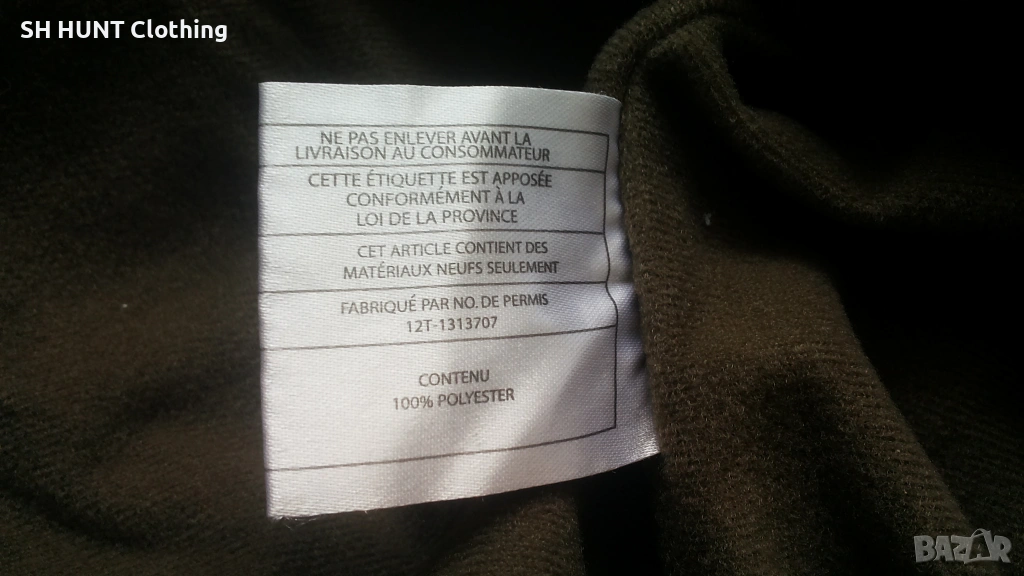 SH HUNT Clothing
NE PAS ENLEVER AVANT LA
LIVRAISON AU CONSOMMATEUR
CETTE ÉTIQUETTE EST APPOSÉE
CONFORMÉMENT À LA
LOI DE LA PROVINCE
CET ARTICLE CONTIENT DES
MATÉRIAUX NEUFS SEULEMENT
FABRIQUÉ PAR NO. DE PERMIS
12T-1313707
CONTENU
100% POLYESTER
BAZAR